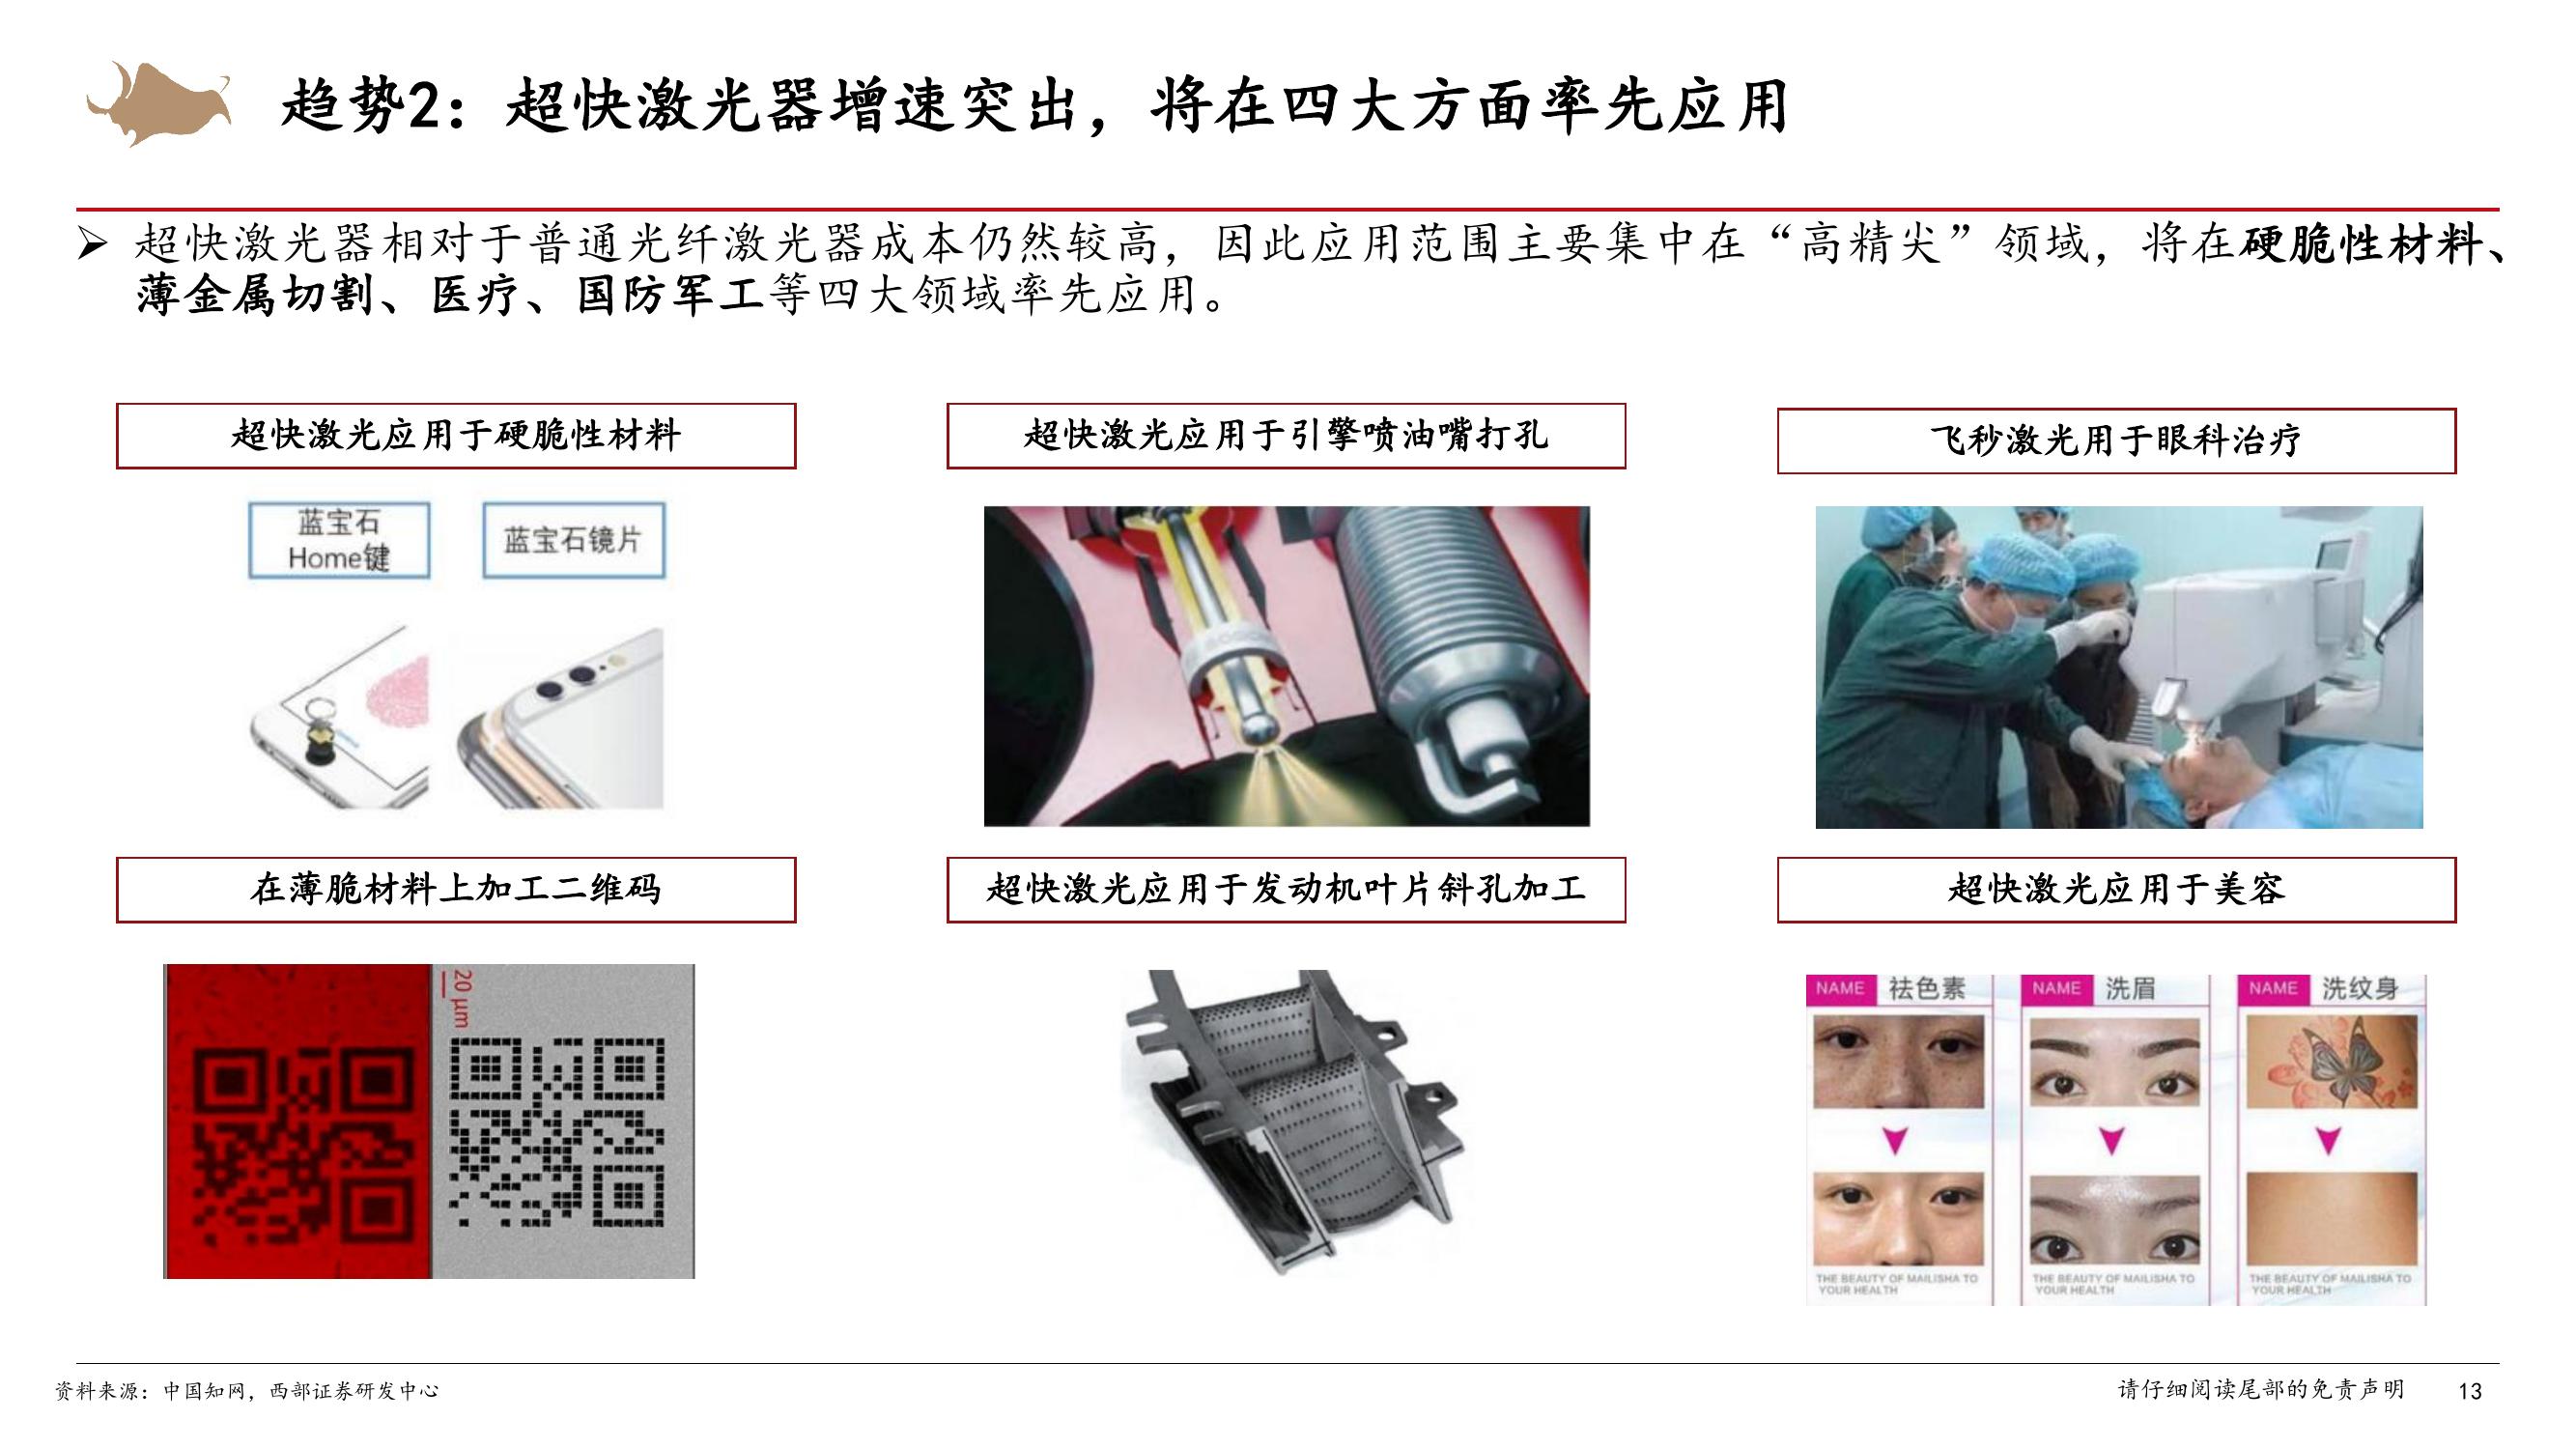 趋势2：超快激光器增速突出，将在四大方面率先应用
超快激光器相对于普通光纤激光器成本仍然较高，因此应用范围主要集中在“高精尖”领域，将在硬脆性材料、
薄金属切割、医疗、国防军工等四大领域率先应用。
超快激光应用于硬脆性材料
超快激光应用于引擎喷油嘴打孔
飞秒激光用于眼科治疗
蓝宝石
Home键
蓝宝石镜片
在薄脆材料上加工二维码
超快激光应用于发动机叶片斜孔加工
超快激光应用于美容
20 μm
NAME 祛色素
NAME 洗眉
NAME 洗纹身
THE BEAUTY OF MAILISHA TO
YOUR HEALTH
THE BEAUTY OF MAILISHA TO
YOUR HEALTH
THE BEAUTY OF MAILISHA TO
YOUR HEALTH
资料来源：中国知网，西部证券研发中心
请仔细阅读尾部的免责声明 13